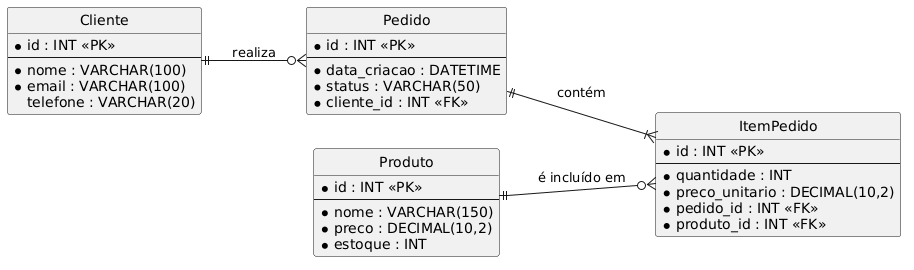 Cliente
id : INT «PK»
nome : VARCHAR(100)
email : VARCHAR(100)
telefone : VARCHAR(20)
realiza
Pedido
id : INT «PK»
data_criacao : DATETIME
status : VARCHAR(50)
cliente_id : INT «FK»
contém
Produto
id : INT «PK»
nome : VARCHAR(150)
preco : DECIMAL(10,2)
estoque : INT
é incluído em
ItemPedido
id : INT «PK»
quantidade : INT
preco_unitario : DECIMAL(10,2)
pedido_id : INT «FK»
produto_id : INT «FK»